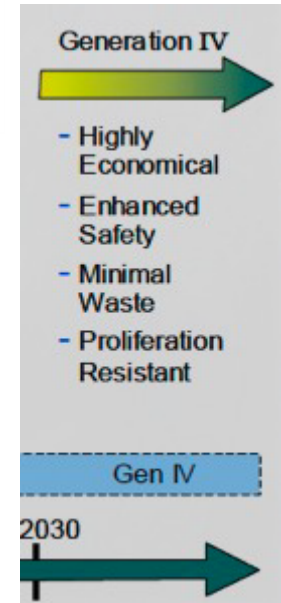 Generation IV
- Highly
Economical
- Enhanced
Safety
- Minimal
Waste
- Proliferation
Resistant
Gen IV
2030